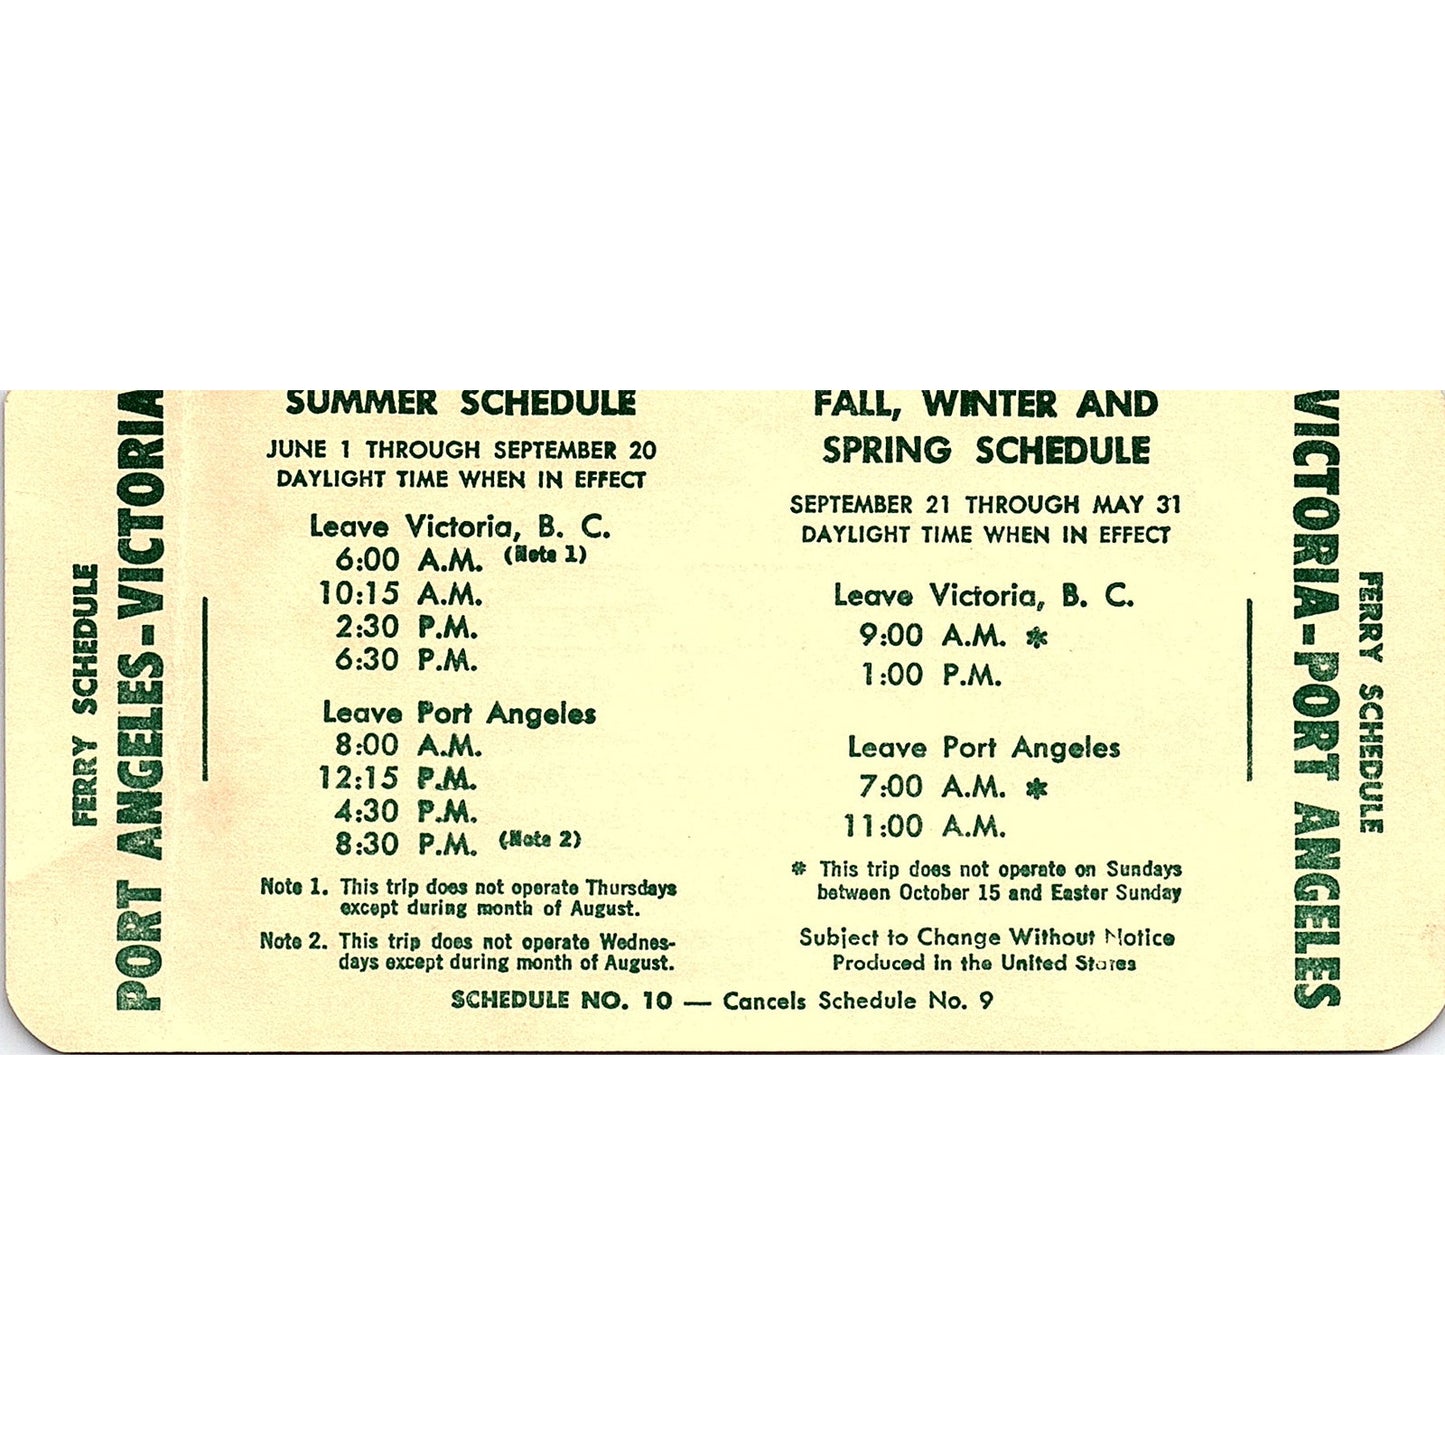 FERRY SCHEDULE
PORT ANGELES-VICTORIA
SUMMER SCHEDULE
JUNE 1 THROUGH SEPTEMBER 20
DAYLIGHT TIME WHEN IN EFFECT
Leave Victoria, B. C.
6:00 A.M. (Note 1)
10:15 A.M.
2:30 P.M.
6:30 P.M.
Leave Port Angeles
8:00 A.M.
12:15 P.M.
4:30 P.M.
8:30 P.M. (Note 2)
Note 1. This trip does not operate Thursdays
except during month of August.
Note 2. This trip does not operate Wednes-
days except during month of August.
FALL, WINTER AND
SPRING SCHEDULE
SEPTEMBER 21 THROUGH MAY 31
DAYLIGHT TIME WHEN IN EFFECT
Leave Victoria, B. C.
9:00 A.M. *
1:00 P.M.
Leave Port Angeles
7:00 A.M. *
11:00 A.M.
* This trip does not operate on Sundays
between October 15 and Easter Sunday
Subject to Change Without Notice
Produced in the United States
SCHEDULE NO. 10 — Cancels Schedule No. 9
VICTORIA-PORT ANGELES
FERRY SCHEDULE